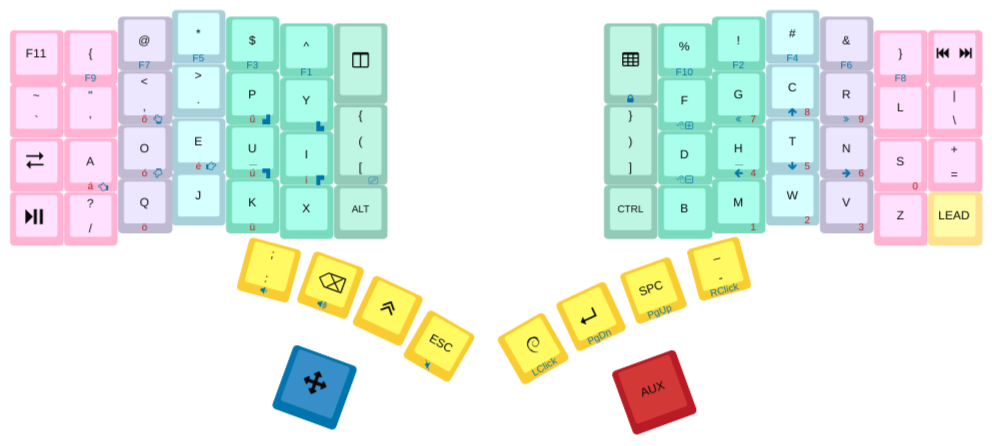 F11 { @ * $ ^ % ! # & }
F9 F7 F5 F3 F1 F10 F2 F4 F6 F8
~ " < > P Y { } F G C R L |
` ' , . ( ) \
ő ü 7 8 9
A O E U I [ ] D H T N S +
á ó é ú í 4 5 6 0 =
? Q J K X ALT CTRL B M W V Z LEAD
/ ö ü 1 2 3
; ESC SPC _
: LClick PgDn PgUp - RClick
AUX